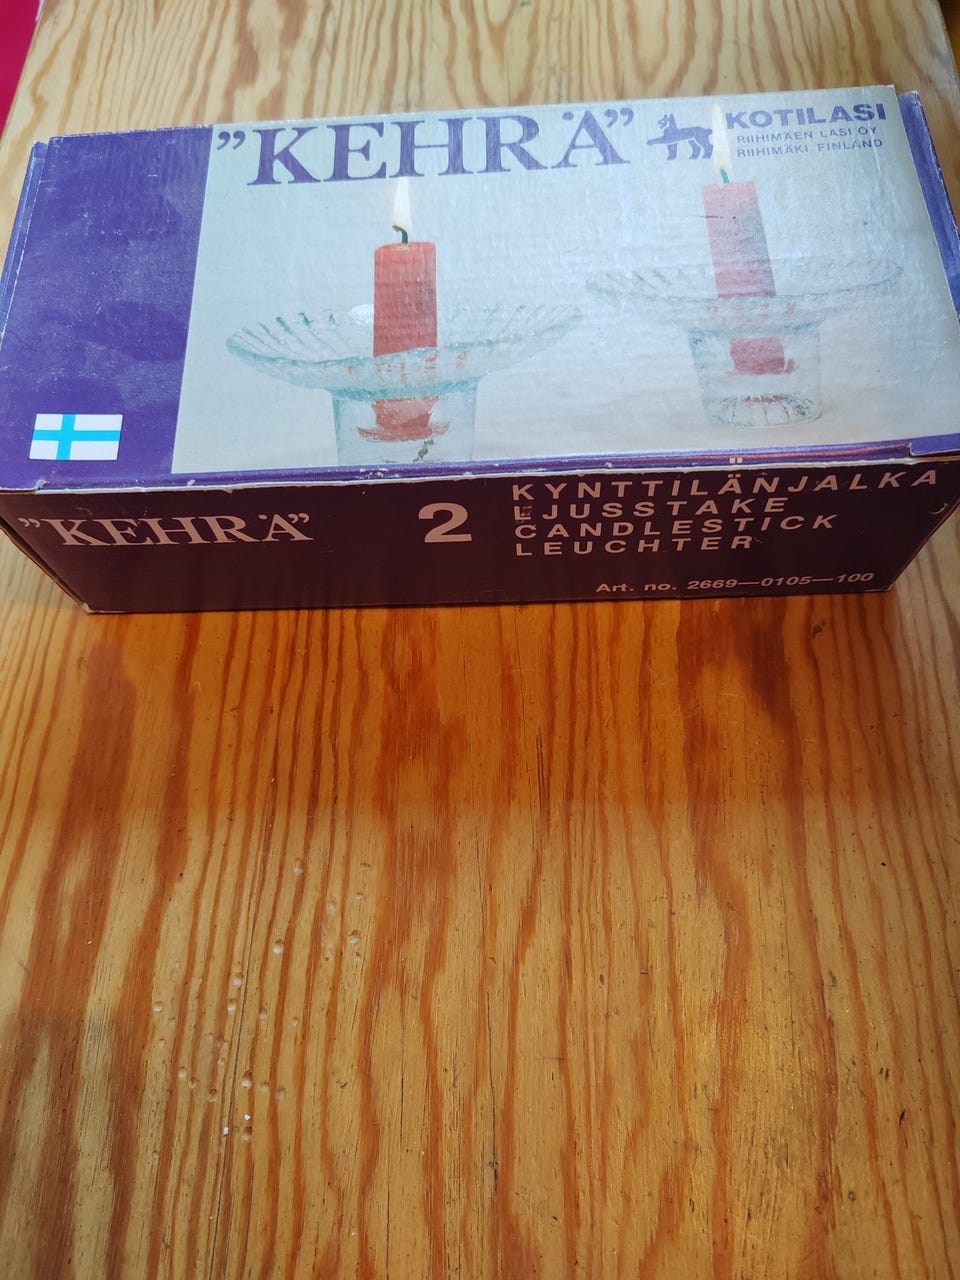 ”KEHRÄ”
KOTILASI
RIIHIMÄEN LASI OY
RIIHIMÄKI FINLAND
”KEHRÄ”
2
KYNTTILÄNJALKA
LJUSSTAKE
CANDLESTICK
LEUCHTER
Art. no. 2669—0105—100